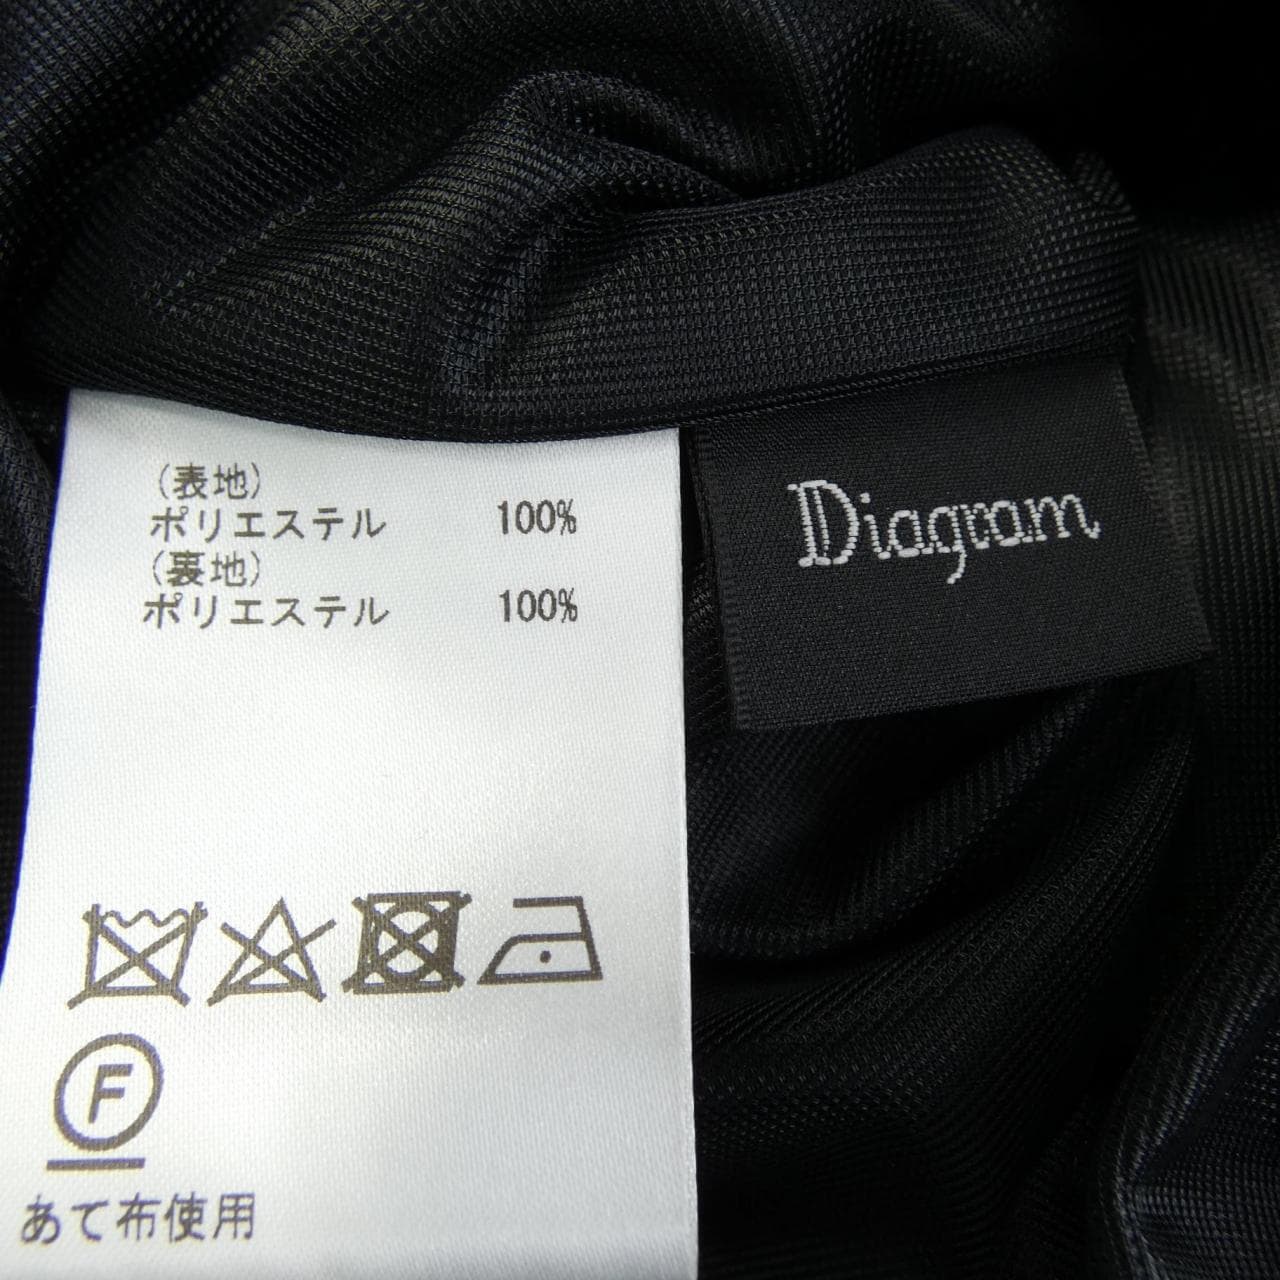 (表地)
ポリエステル 100%
(裏地)
ポリエステル 100%
F
あて布使用
Diagram